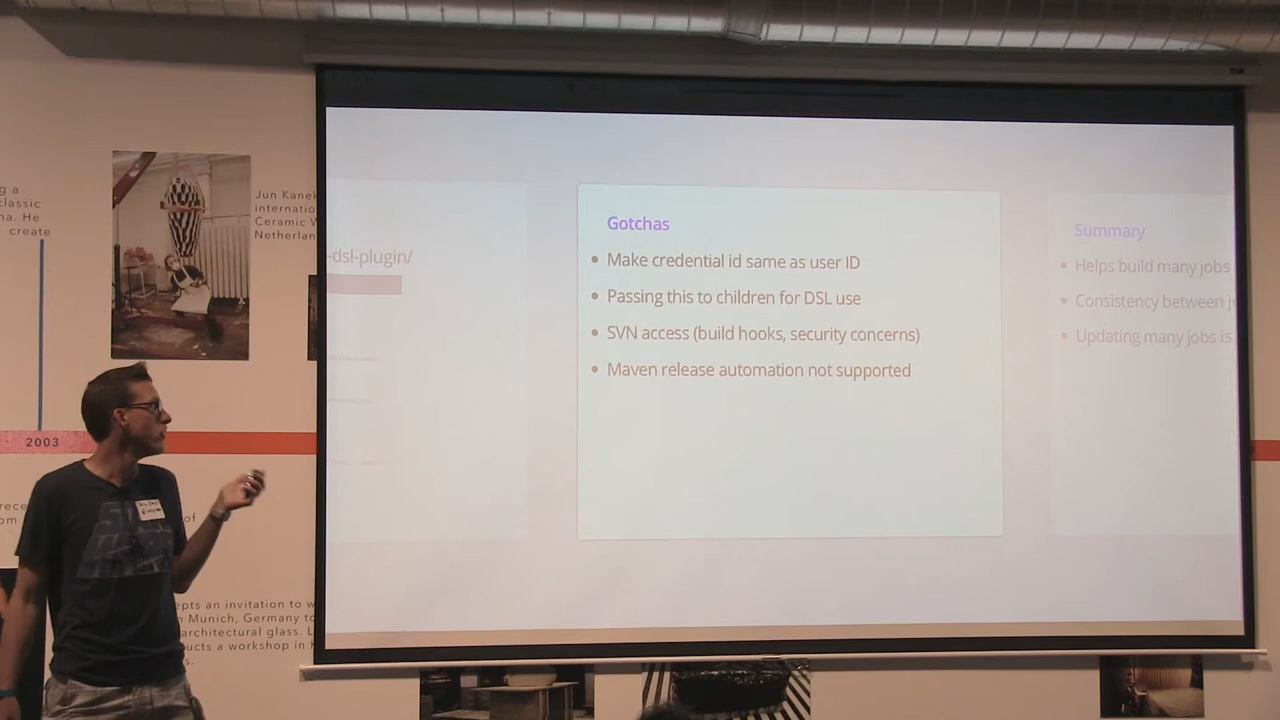 g a
classic
na. He
create
Jun Kanek
internatio
Ceramic W
Netherlan
2003
of
epts an invitation to w
n Munich, Germany to
architectural glass. L
ucts a workshop in
-dsl-plugin/
Gotchas
• Make credential id same as user ID
• Passing this to children for DSL use
• SVN access (build hooks, security concerns)
• Maven release automation not supported
Summary
• Helps build many jobs
• Consistency between j
• Updating many jobs is